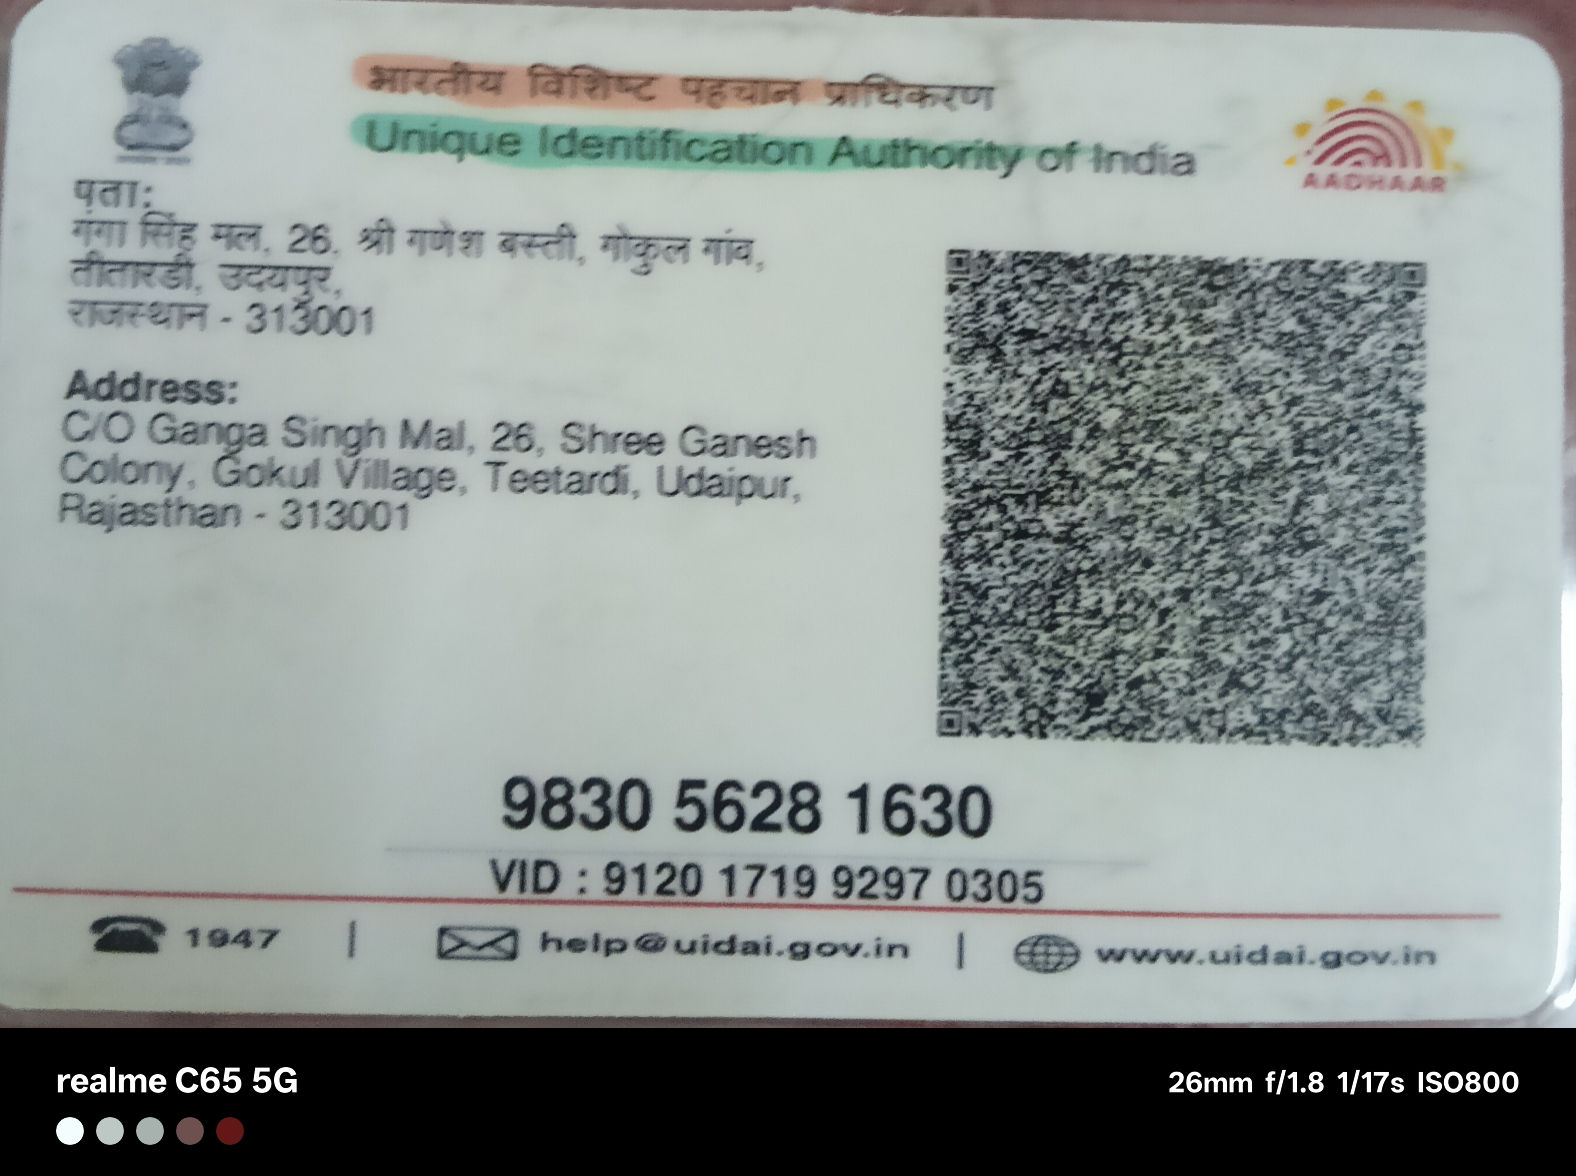 भारतीय विशिष्ट पहचान प्राधिकरण
Unique Identification Authority of India
AADHAAR
पता:
गंगा सिंह मल, 26, श्री गणेश बस्ती, गोकुल गांव,
तीतारडी, उदयपुर,
राजस्थान - 313001
Address:
C/O Ganga Singh Mal, 26, Shree Ganesh
Colony, Gokul Village, Teetardi, Udaipur,
Rajasthan - 313001
9830 5628 1630
VID : 9120 1719 9297 0305
1947 | help@uidai.gov.in | www.uidai.gov.in
realme C65 5G
26mm f/1.8 1/17s ISO800